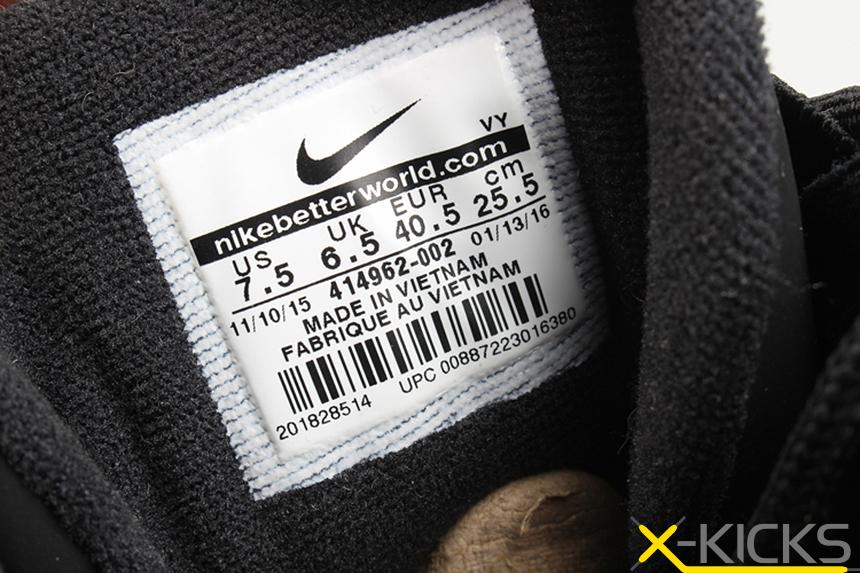 VY
nikebetterworld.com
US UK EUR cm
7.5 6.5 40.5 25.5
11/10/15 414962-002 01/13/16
MADE IN VIETNAM
FABRIQUE AU VIETNAM
201828514 UPC 00887223016380
X-KICKS